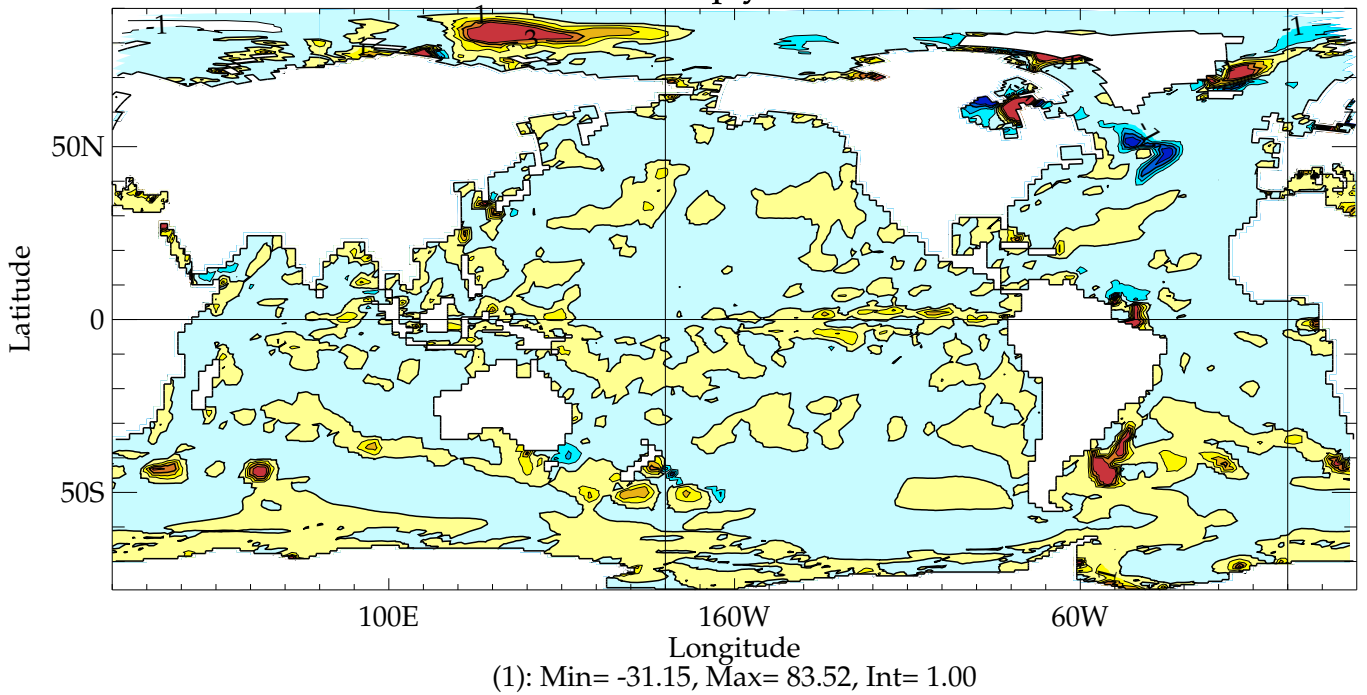 -1
1
3
1
-1
50N
0
50S
Latitude
100E
160W
60W
Longitude
(1): Min= -31.15, Max= 83.52, Int= 1.00